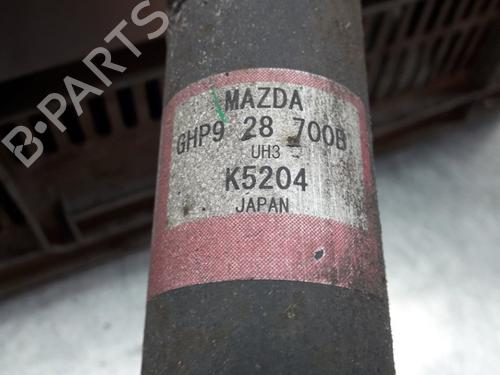 B-PARTS
MAZDA
GHP9 28 700B
UH3
K5204
JAPAN